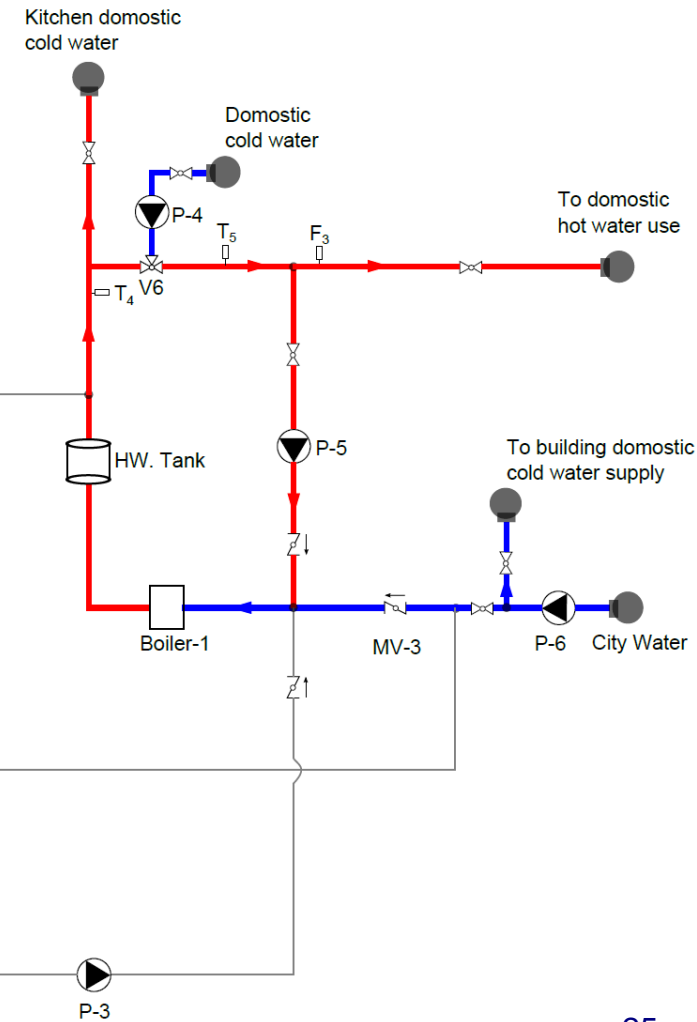 Kitchen domostic
cold water
Domostic
cold water
P-4
T5
F3
To domostic
hot water use
T4
V6
HW. Tank
P-5
To building domostic
cold water supply
Boiler-1
MV-3
P-6
City Water
P-3